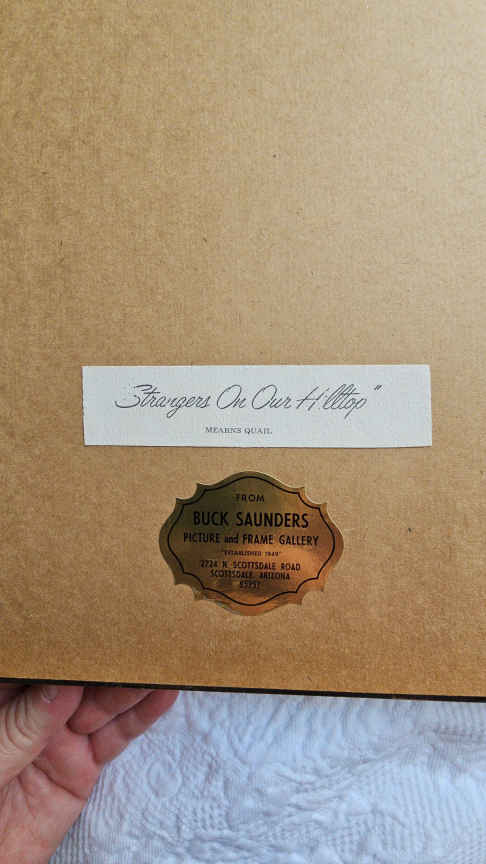 Strangers On Our Hilltop"
MEARNS QUAIL
FROM
BUCK SAUNDERS
PICTURE and FRAME GALLERY
"ESTABLISHED 1949"
2724 N. SCOTTSDALE ROAD
SCOTTSDALE, ARIZONA
85257